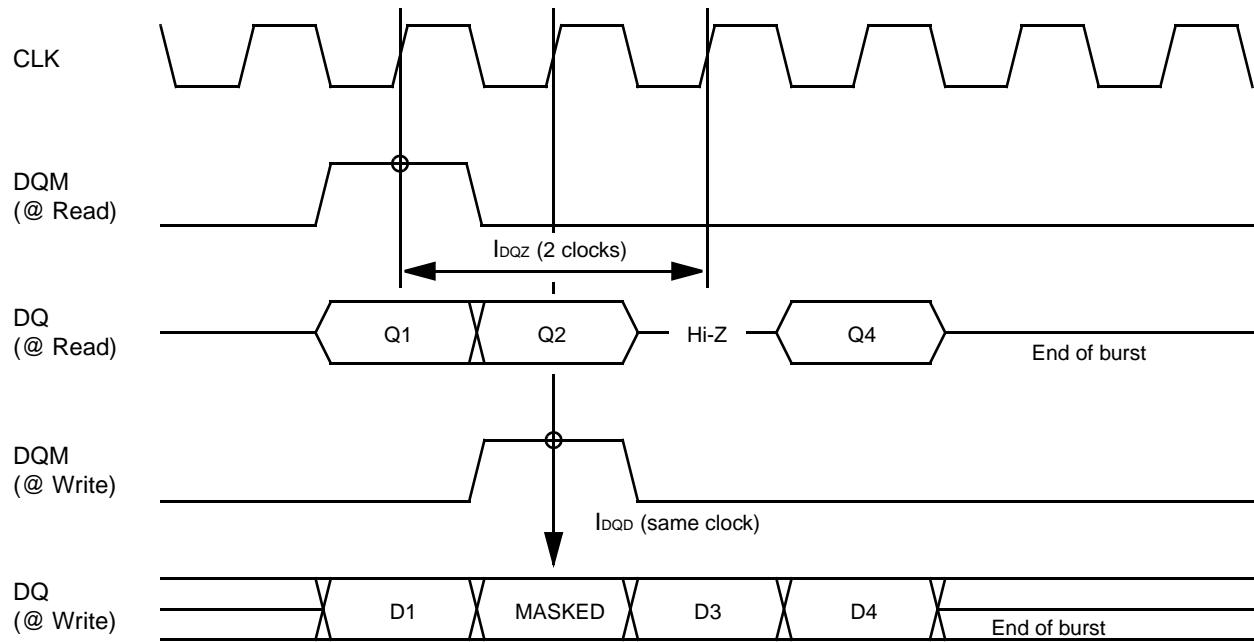 CLK
DQM
(@ Read)
IDQZ (2 clocks)
DQ
(@ Read)
Q1
Q2
Hi-Z
Q4
End of burst
DQM
(@ Write)
IDQD (same clock)
DQ
(@ Write)
D1
MASKED
D3
D4
End of burst